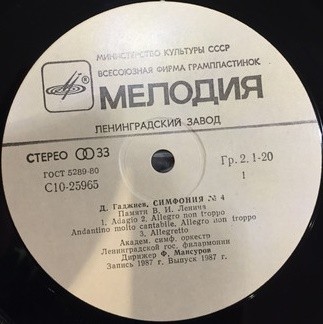 МИНИСТЕРСТВО КУЛЬТУРЫ СССР
ВСЕСОЮЗНАЯ ФИРМА ГРАМПЛАСТИНОК
МЕЛОДИЯ
ЛЕНИНГРАДСКИЙ ЗАВОД
СТЕРЕО 33
ГОСТ 5289-80
С10-25965
Гр. 2. 1-20
1
Д. Гаджиев, СИМФОНИЯ № 4
Памяти В. И. Ленина
1. Adagio 2. Allegro non troppo
Andantino molto cantabile, Allegro non troppo
3. Allegretto
Академ. симф. оркестр
Ленинградской гос. филармонии
Дирижер Ф. Мансуров
Запись 1987 г. Выпуск 1987 г.